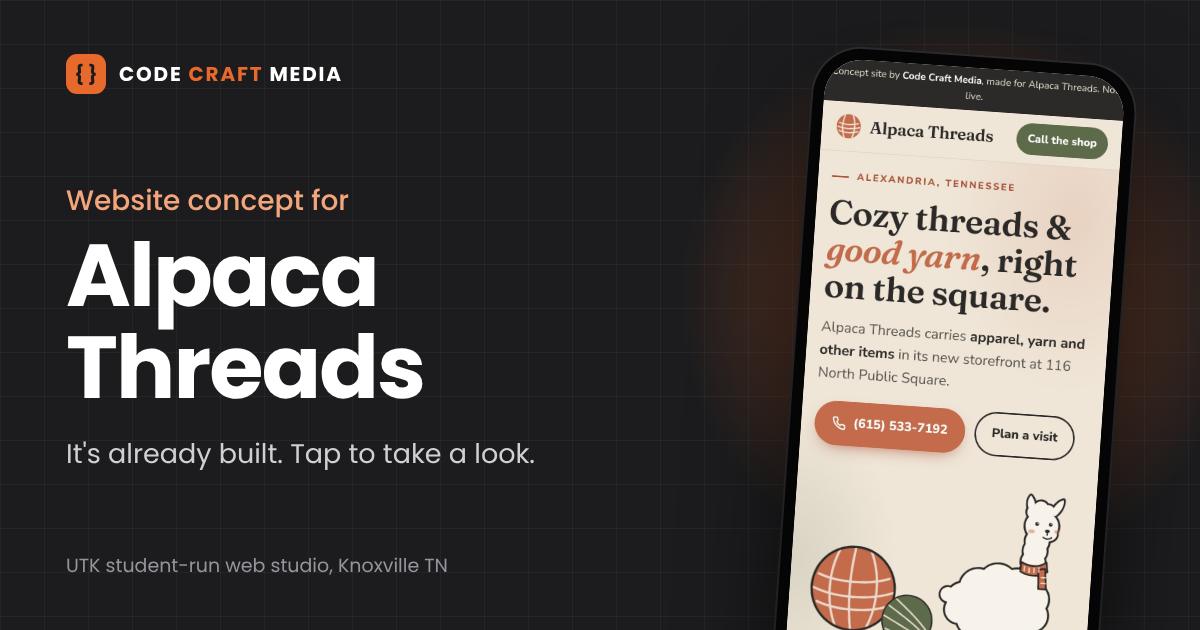 { } CODE CRAFT MEDIA
Website concept for
Alpaca
Threads
It's already built. Tap to take a look.
UTK student-run web studio, Knoxville TN
Concept site by Code Craft Media, made for Alpaca Threads.
live.
Alpaca Threads
Call the shop
ALEXANDRIA, TENNESSEE
Cozy threads &
good yarn, right
on the square.
Alpaca Threads carries apparel, yarn and
other items in its new storefront at 116
North Public Square.
(615) 533-7192
Plan a visit